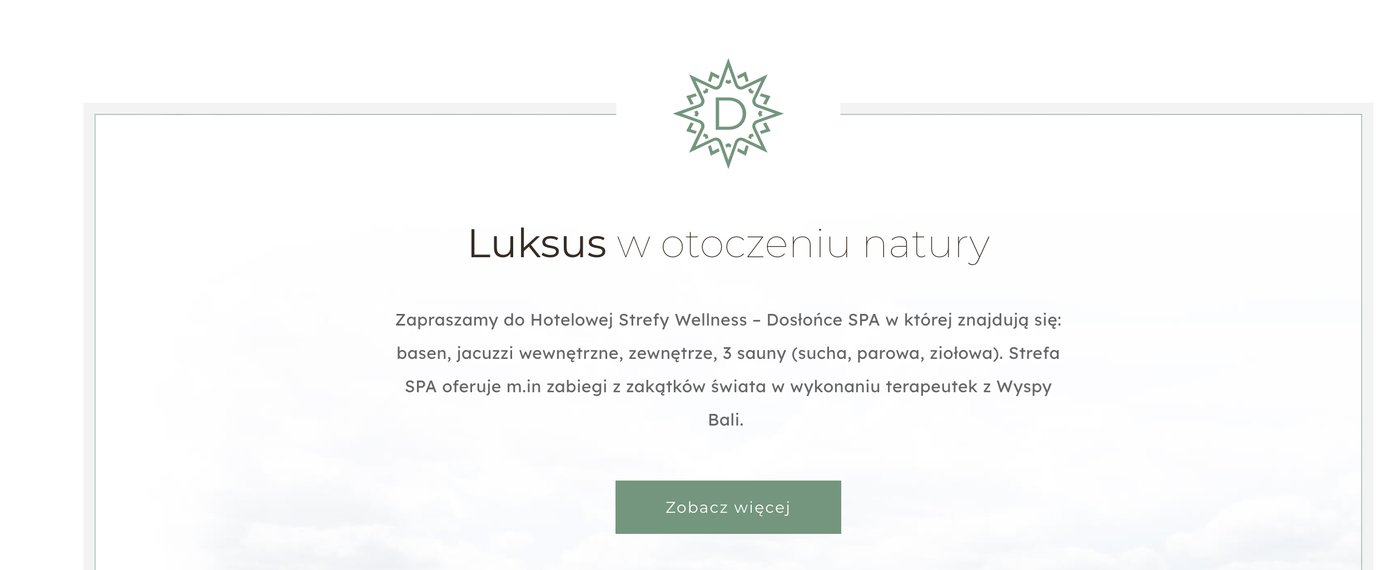 D
Luksus w otoczeniu natury
Zapraszamy do Hotelowej Strefy Wellness – Dosłońce SPA w której znajdują się:
basen, jacuzzi wewnętrzne, zewnętrze, 3 sauny (sucha, parowa, ziołowa). Strefa
SPA oferuje m.in zabiegi z zakątków świata w wykonaniu terapeutek z Wyspy
Bali.
Zobacz więcej